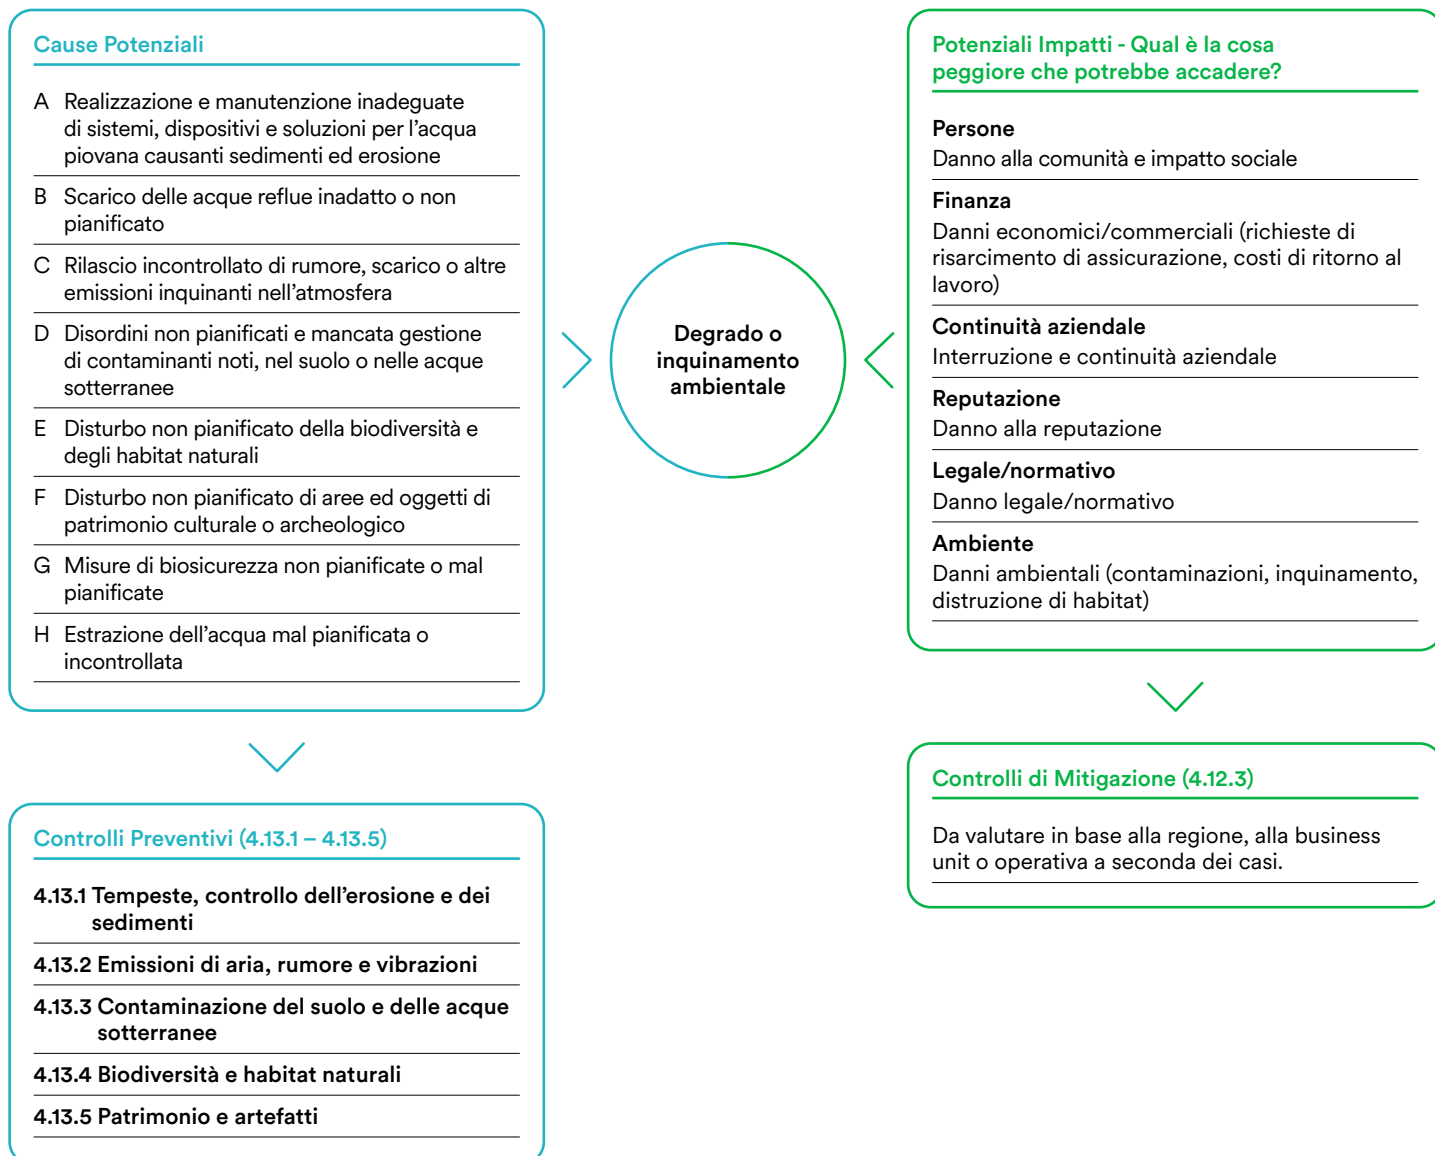 Cause Potenziali
A Realizzazione e manutenzione inadeguate
di sistemi, dispositivi e soluzioni per l'acqua
piovana causanti sedimenti ed erosione
B Scarico delle acque reflue inadatto o non
pianificato
C Rilascio incontrollato di rumore, scarico o altre
emissioni inquinanti nell'atmosfera
D Disordini non pianificati e mancata gestione
di contaminanti noti, nel suolo o nelle acque
sotterranee
E Disturbo non pianificato della biodiversità e
degli habitat naturali
F Disturbo non pianificato di aree ed oggetti di
patrimonio culturale o archeologico
G Misure di biosicurezza non pianificate o mal
pianificate
H Estrazione dell'acqua mal pianificata o
incontrollata
Controlli Preventivi (4.13.1 – 4.13.5)
4.13.1 Tempeste, controllo dell'erosione e dei
sedimenti
4.13.2 Emissioni di aria, rumore e vibrazioni
4.13.3 Contaminazione del suolo e delle acque
sotterranee
4.13.4 Biodiversità e habitat naturali
4.13.5 Patrimonio e artefatti
Degrado o
inquinamento
ambientale
Potenziali Impatti - Qual è la cosa
peggiore che potrebbe accadere?
Persone
Danno alla comunità e impatto sociale
Finanza
Danni economici/commerciali (richieste di
risarcimento di assicurazione, costi di ritorno al
lavoro)
Continuità aziendale
Interruzione e continuità aziendale
Reputazione
Danno alla reputazione
Legale/normativo
Danno legale/normativo
Ambiente
Danni ambientali (contaminazioni, inquinamento,
distruzione di habitat)
Controlli di Mitigazione (4.12.3)
Da valutare in base alla regione, alla business
unit o operativa a seconda dei casi.